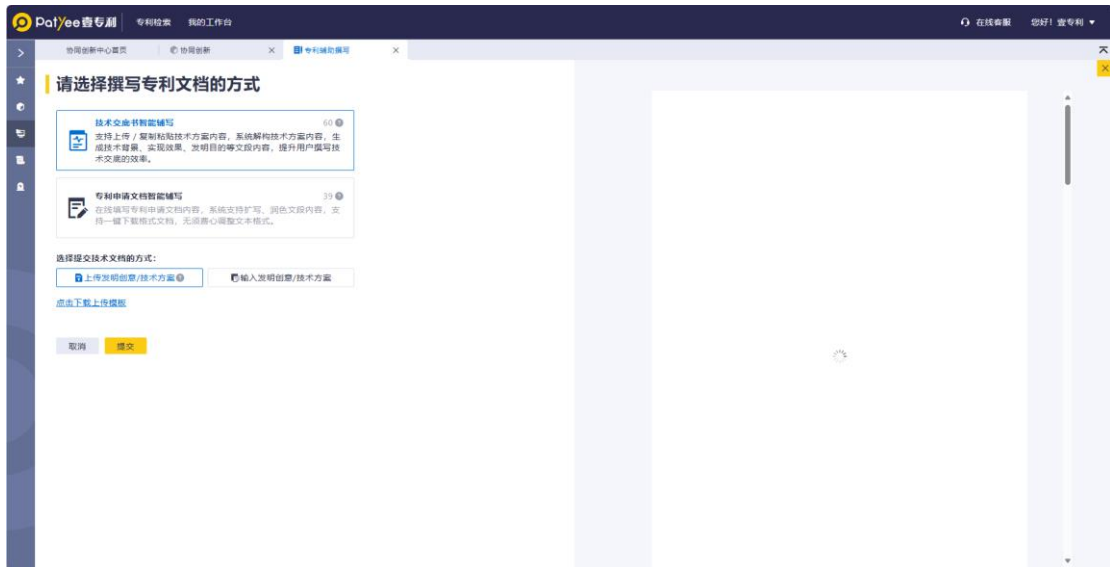 PatYee壹专利 专利检索 我的工作台 在线客服 您好！壹专利
协同创新中心首页 协同创新 专利辅助撰写
请选择撰写专利文档的方式
技术交底书智能辅写 60
支持上传 / 复制粘贴技术方案内容，系统解构技术方案内容，生
成技术背景、实现效果、发明目的等文段内容，提升用户撰写技
术交底的效率。
专利申请文档智能辅写 39
在线编写专利申请文档内容，系统支持扩写、润色文段内容，支
持一键下载格式文档，无须费心调整文本格式。
选择提交技术文档的方式：
上传发明创意/技术方案 输入发明创意/技术方案
点击下载上传模板
取消 提交